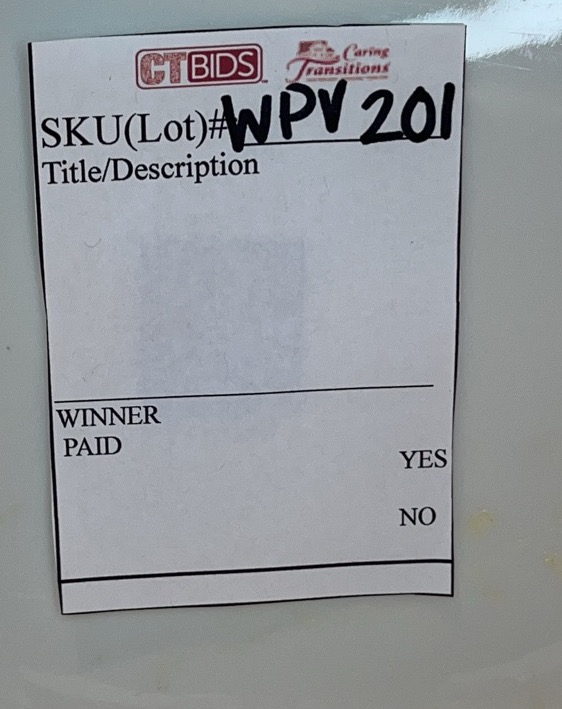 CTBIDS Caring Transitions
SKU(Lot)#WPV 201
Title/Description
WINNER
PAID
YES
NO